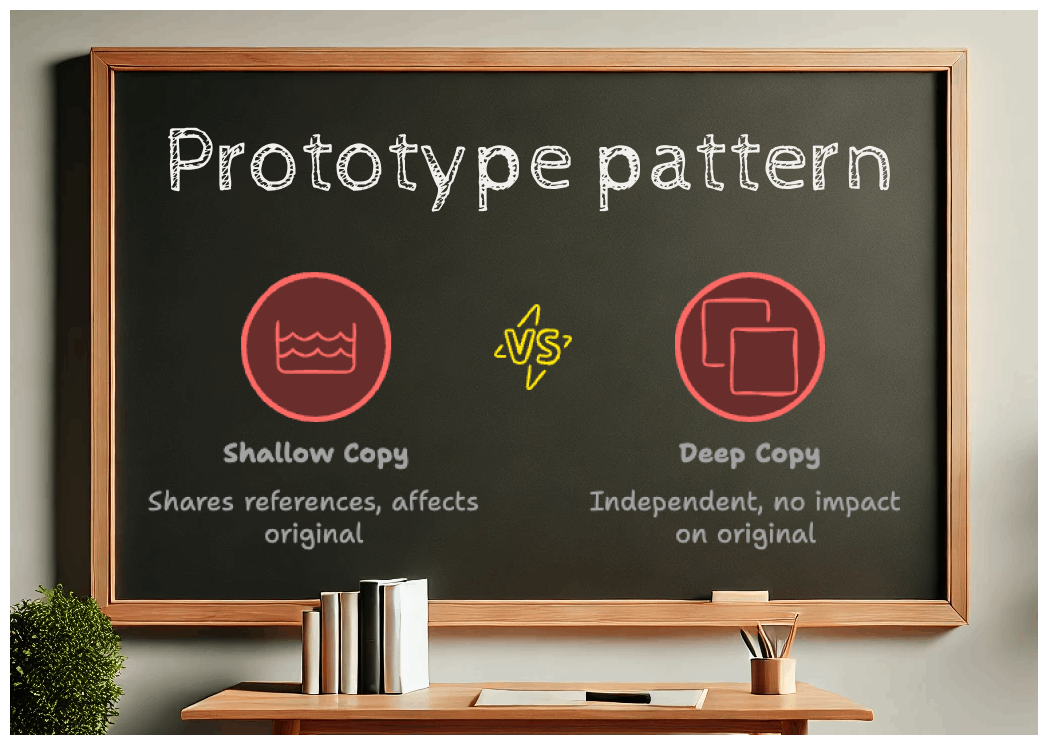 Prototype pattern
VS
Shallow Copy
Deep Copy
Shares references, affects
original
Independent, no impact
on original